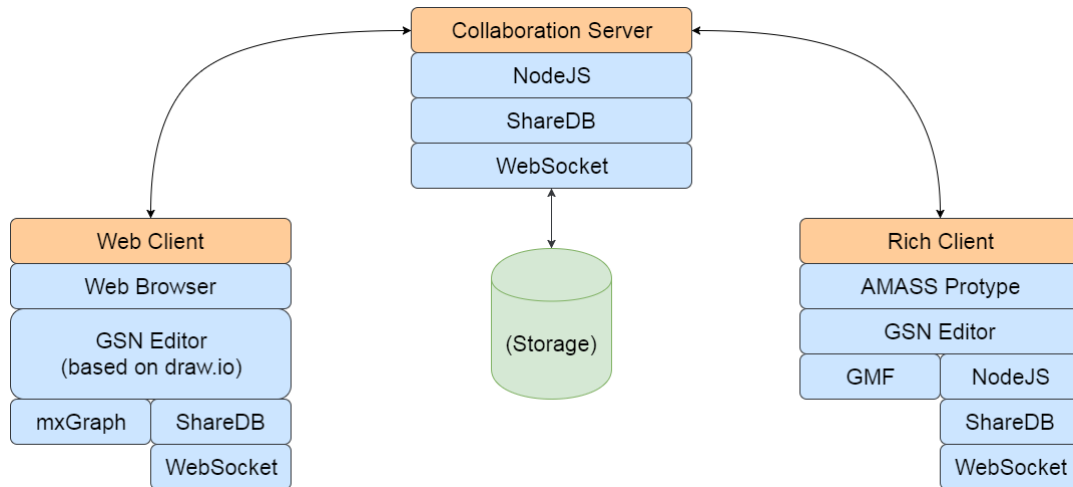 Collaboration Server
NodeJS
ShareDB
WebSocket
Web Client
Web Browser
GSN Editor
(based on draw.io)
mxGraph
ShareDB
WebSocket
(Storage)
Rich Client
AMASS Protype
GSN Editor
GMF
NodeJS
ShareDB
WebSocket